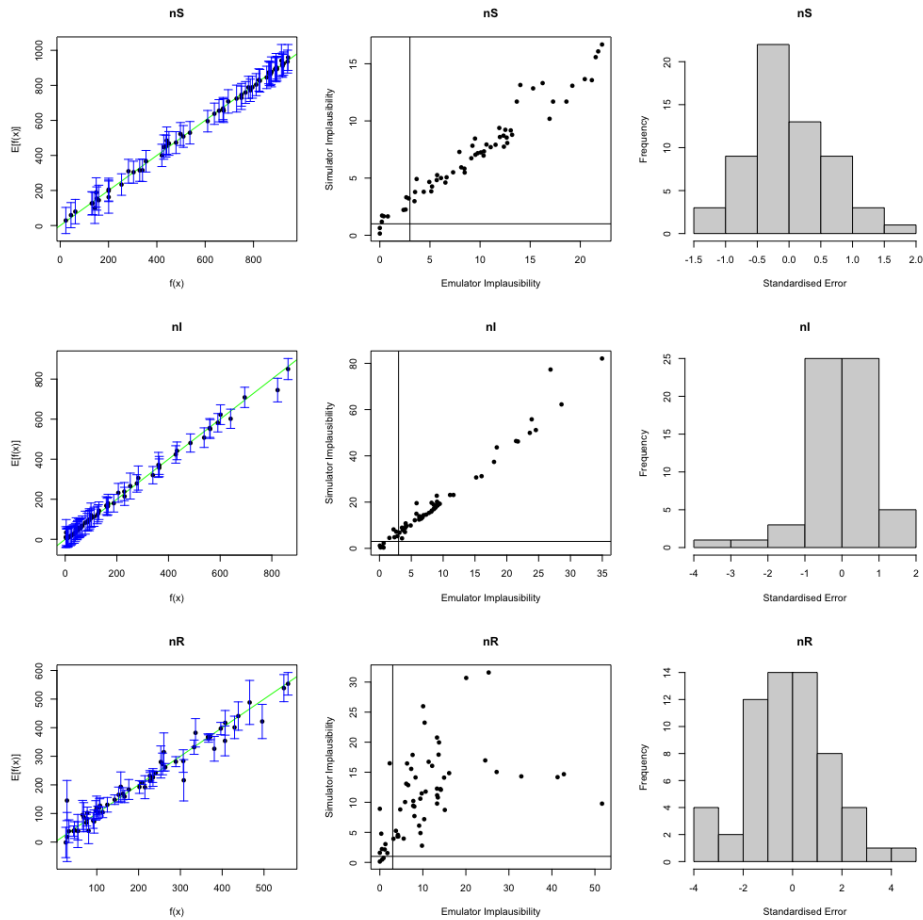 nS
nS
nS
E[f(x)]
0 200 400 600 800 1000
0 200 400 600 800
f(x)
Simulator Implausibility
0 5 10 15
0 5 10 15 20
Emulator Implausibility
Frequency
0 5 10 15 20
-1.5 -1.0 -0.5 0.0 0.5 1.0 1.5 2.0
Standardised Error
nI
nI
nI
E[f(x)]
0 200 400 600 800
0 200 400 600 800
f(x)
Simulator Implausibility
0 20 40 60 80
0 5 10 15 20 25 30 35
Emulator Implausibility
Frequency
0 5 10 15 20 25
-4 -3 -2 -1 0 1 2
Standardised Error
nR
nR
nR
E[f(x)]
0 100 200 300 400 500 600
100 200 300 400 500
f(x)
Simulator Implausibility
0 5 10 15 20 25 30
0 10 20 30 40 50
Emulator Implausibility
Frequency
0 2 4 6 8 10 12 14
-4 -2 0 2 4
Standardised Error